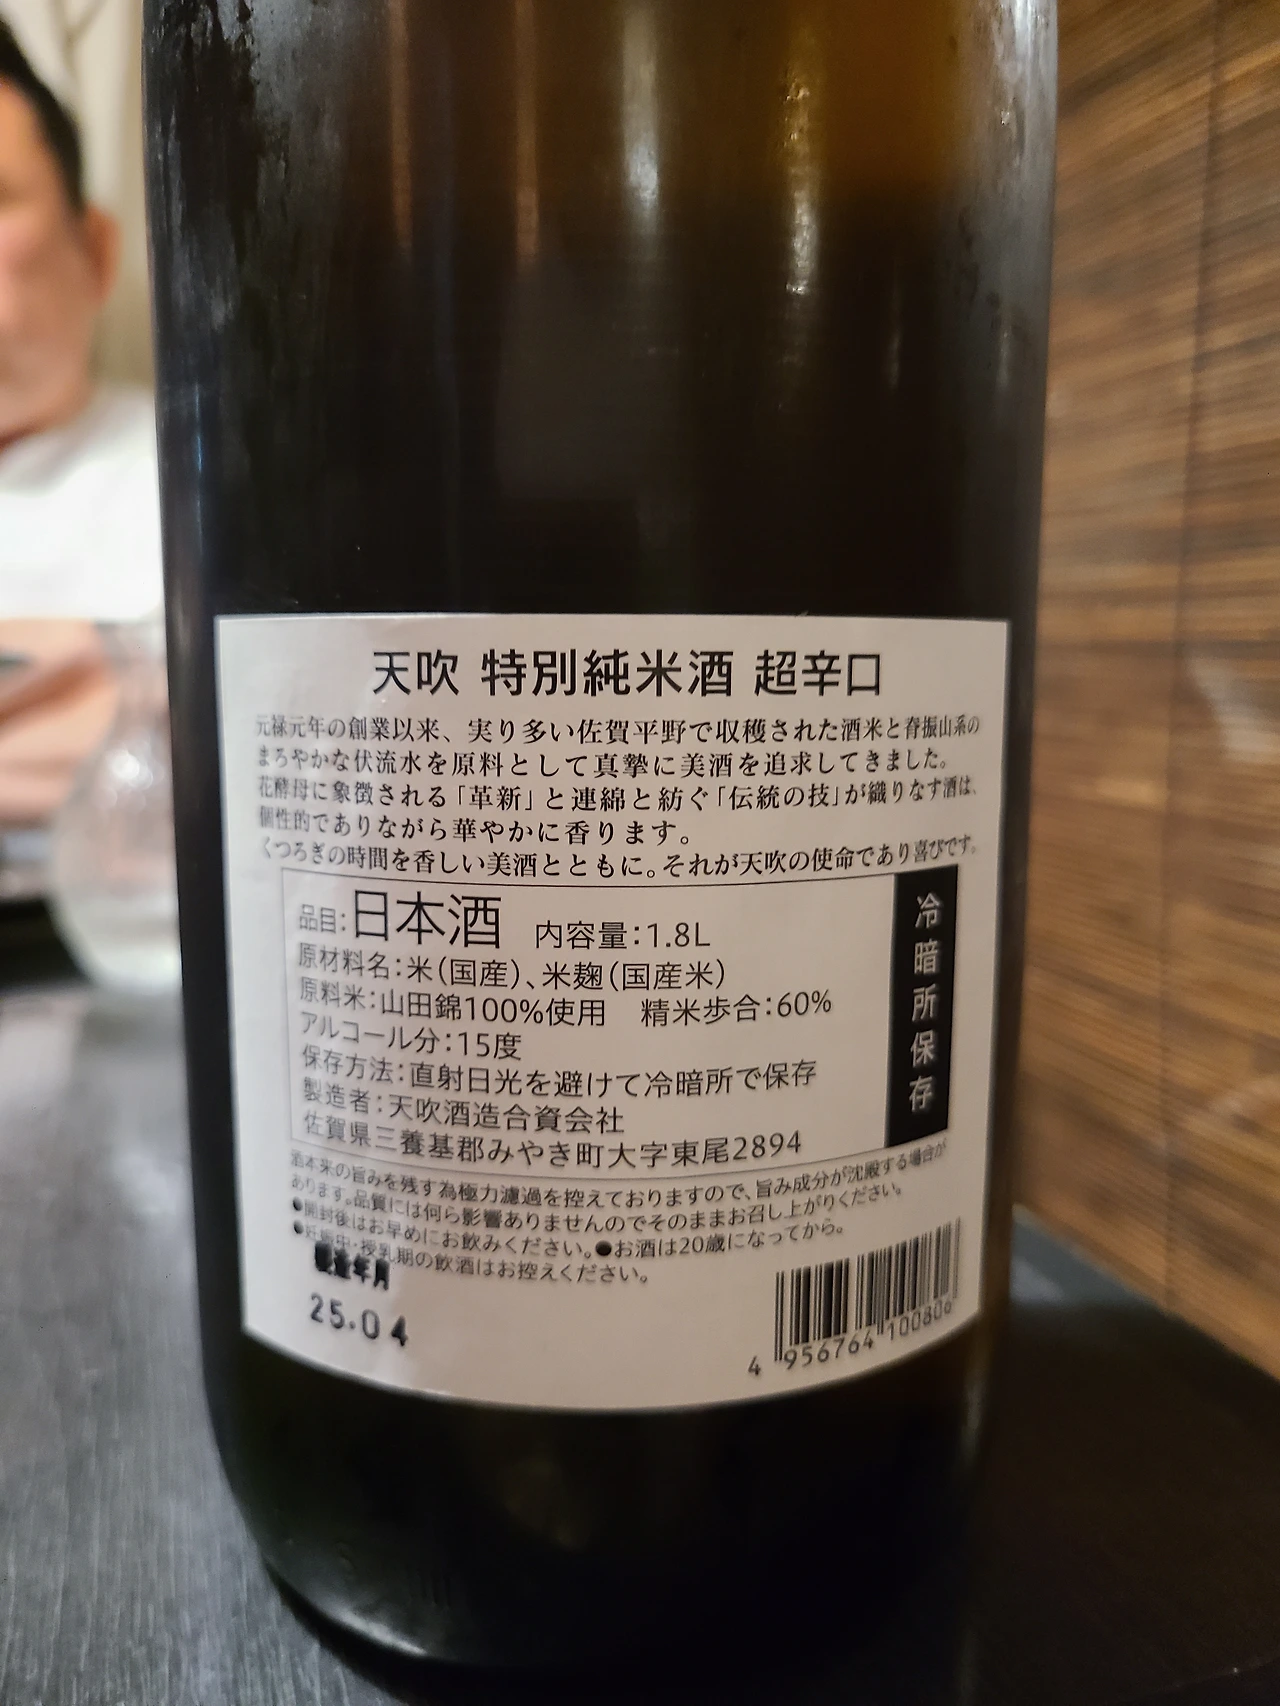 天吹 特別純米酒 超辛口
元禄元年の創業以来、実り多い佐賀平野で収穫された酒米と脊振山系の
まろやかな伏流水を原料として真摯に美酒を追求してきました。
花酵母に象徴される「革新」と連綿と紡ぐ「伝統の技」が織りなす酒は、
個性的でありながら華やかに香ります。
くつろぎの時間を香しい美酒とともに。それが天吹の使命であり喜びです。
品目:日本酒 内容量:1.8L
原材料名:米(国産)、米麹(国産米)
原料米:山田錦100%使用 精米歩合:60%
アルコール分:15度
保存方法:直射日光を避けて冷暗所で保存
製造者:天吹酒造合資会社
佐賀県三養基郡みやき町大字東尾2894
冷暗所保存
酒本来の旨みを残す為極力濾過を控えておりますので、旨み成分が沈殿する場合が
あります。品質には何ら影響ありませんのでそのままお召し上がりください。
●開封後はお早めにお飲みください。●お酒は20歳になってから。
●妊娠中・授乳期の飲酒はお控えください。
製造年月
25.04
4 956764 100806